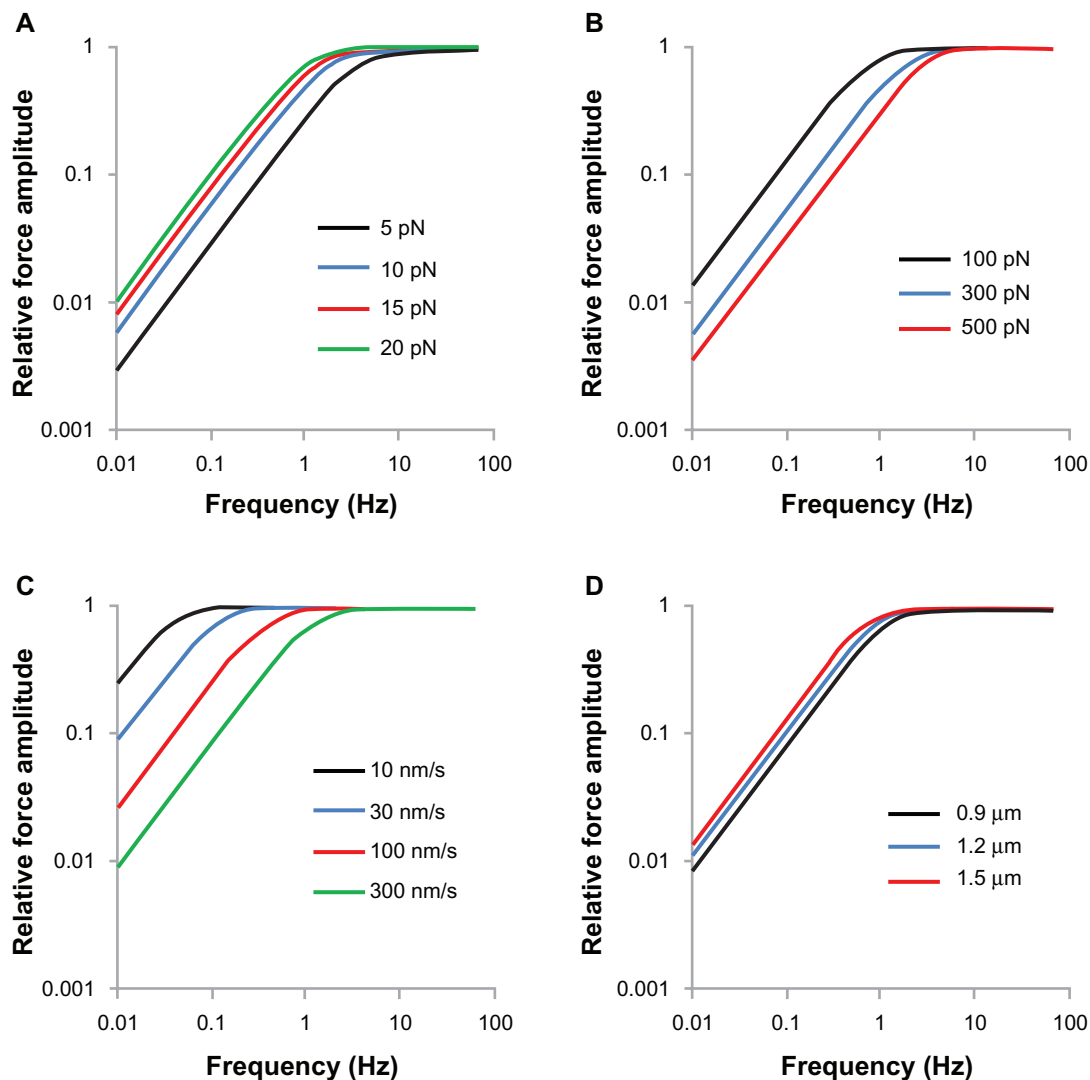 A
Relative force amplitude
1
0.1
0.01
0.001
5 pN
10 pN
15 pN
20 pN
0.01 0.1 1 10 100
Frequency (Hz)
B
Relative force amplitude
1
0.1
0.01
0.001
100 pN
300 pN
500 pN
0.01 0.1 1 10 100
Frequency (Hz)
C
Relative force amplitude
1
0.1
0.01
0.001
10 nm/s
30 nm/s
100 nm/s
300 nm/s
0.01 0.1 1 10 100
Frequency (Hz)
D
Relative force amplitude
1
0.1
0.01
0.001
0.9 μm
1.2 μm
1.5 μm
0.01 0.1 1 10 100
Frequency (Hz)